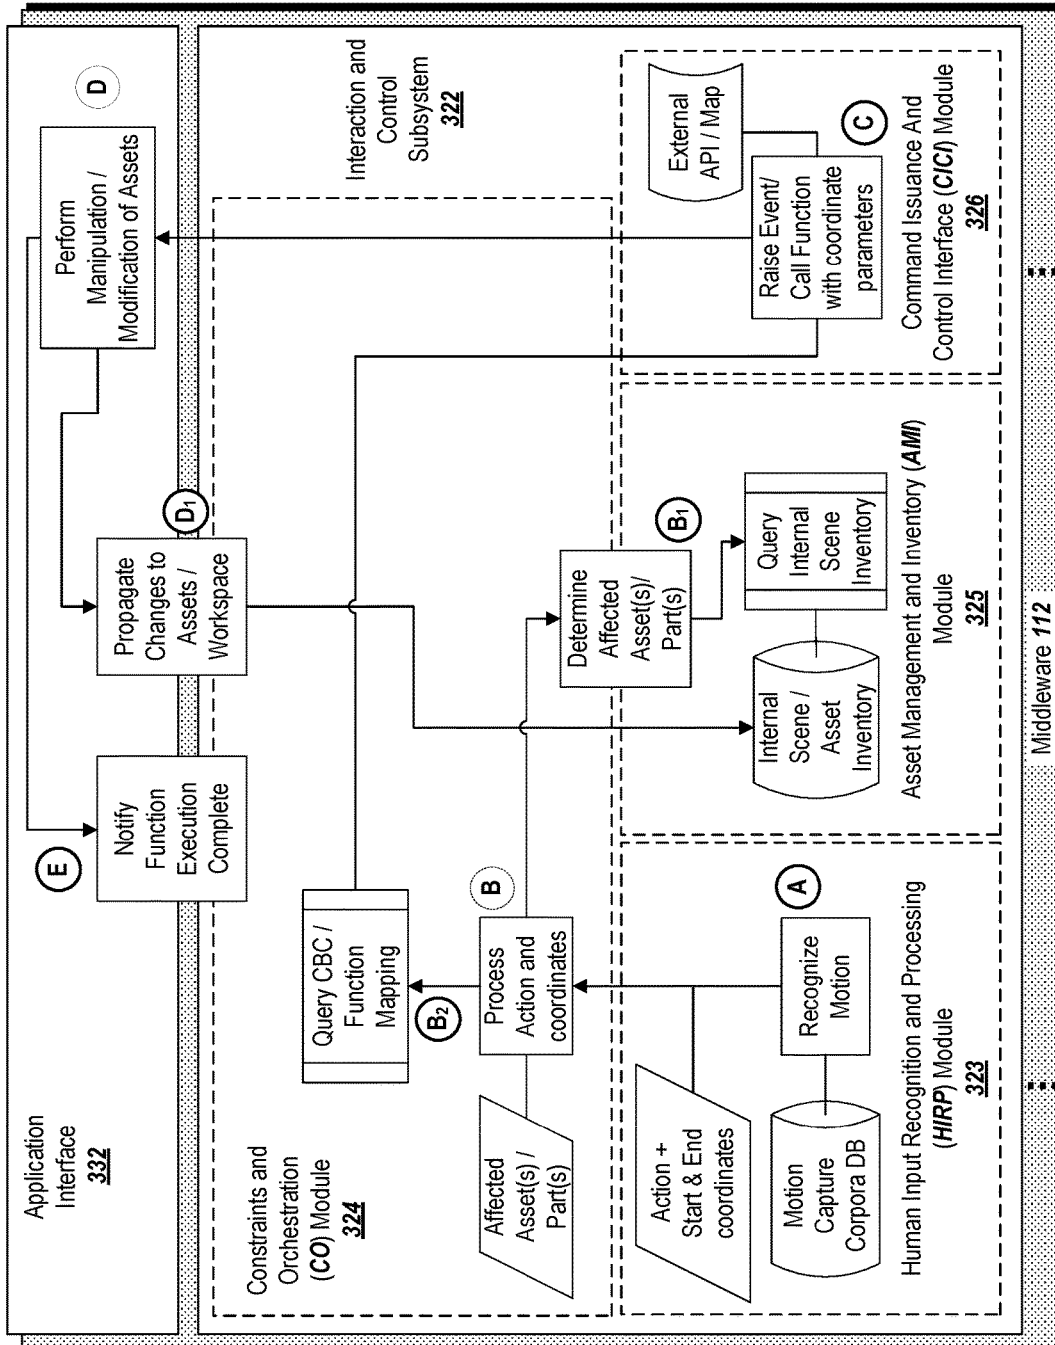 Application
Interface
332
E
Notify
Function
Execution
Complete
Propagate
Changes to
Assets /
Workspace
D1
Perform
Manipulation /
Modification of Assets
D
Constraints and
Orchestration
(CO) Module
324
Query CBC /
Function
Mapping
B2
Affected
Asset(s) /
Part(s)
Process
Action and
coordinates
B
Interaction and
Control
Subsystem
322
Determine
Affected
Asset(s)/
Part(s)
B1
Action +
Start & End
coordinates
Motion
Capture
Corpora DB
Recognize
Motion
A
Human Input Recognition and Processing
(HIRP) Module
323
Internal
Scene /
Asset
Inventory
Query
Internal
Scene
Inventory
Asset Management and Inventory (AMI)
Module
325
External
API / Map
Raise Event/
Call Function
with coordinate
parameters
C
Command Issuance And
Control Interface (CICI) Module
326
Middleware 112